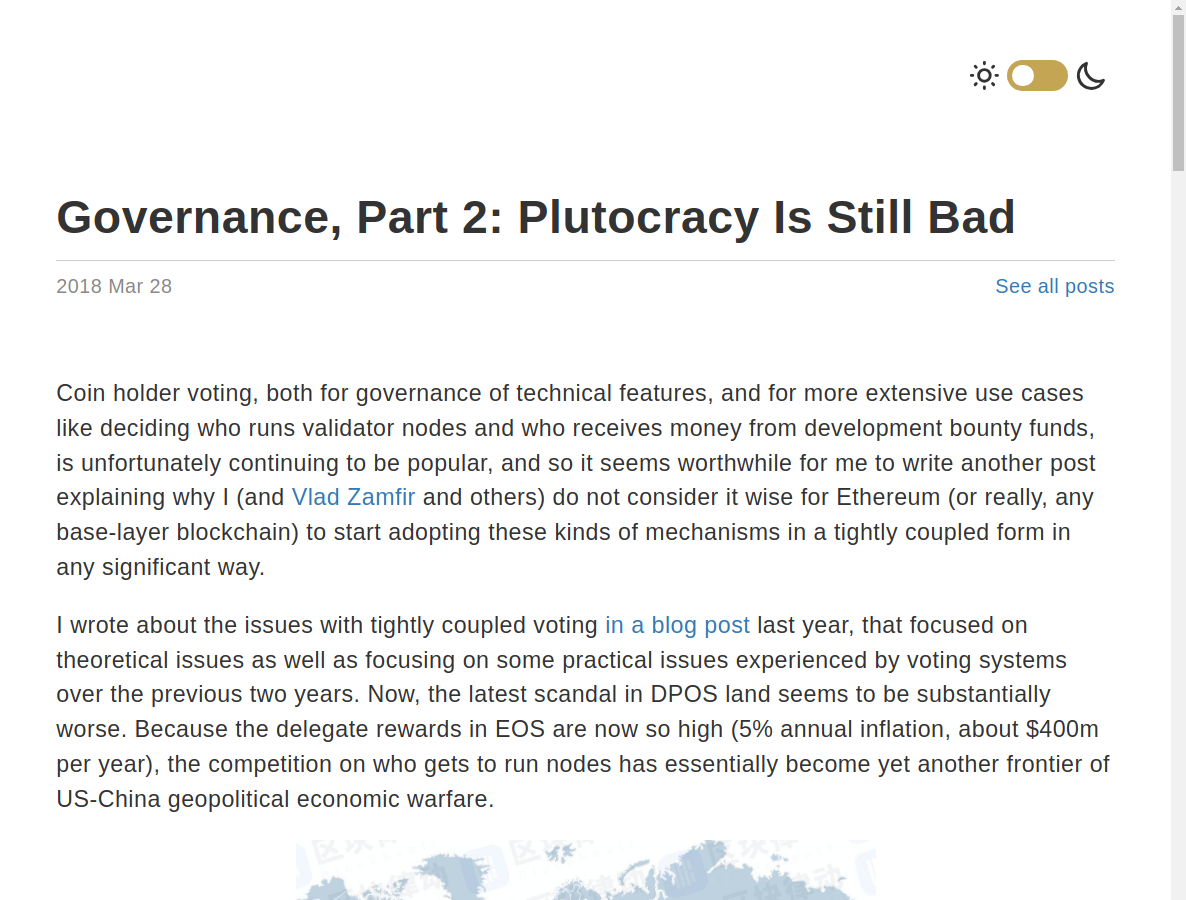 Governance, Part 2: Plutocracy Is Still Bad
2018 Mar 28
See all posts
Coin holder voting, both for governance of technical features, and for more extensive use cases
like deciding who runs validator nodes and who receives money from development bounty funds,
is unfortunately continuing to be popular, and so it seems worthwhile for me to write another post
explaining why I (and Vlad Zamfir and others) do not consider it wise for Ethereum (or really, any
base-layer blockchain) to start adopting these kinds of mechanisms in a tightly coupled form in
any significant way.
I wrote about the issues with tightly coupled voting in a blog post last year, that focused on
theoretical issues as well as focusing on some practical issues experienced by voting systems
over the previous two years. Now, the latest scandal in DPOS land seems to be substantially
worse. Because the delegate rewards in EOS are now so high (5% annual inflation, about $400m
per year), the competition on who gets to run nodes has essentially become yet another frontier of
US-China geopolitical economic warfare.